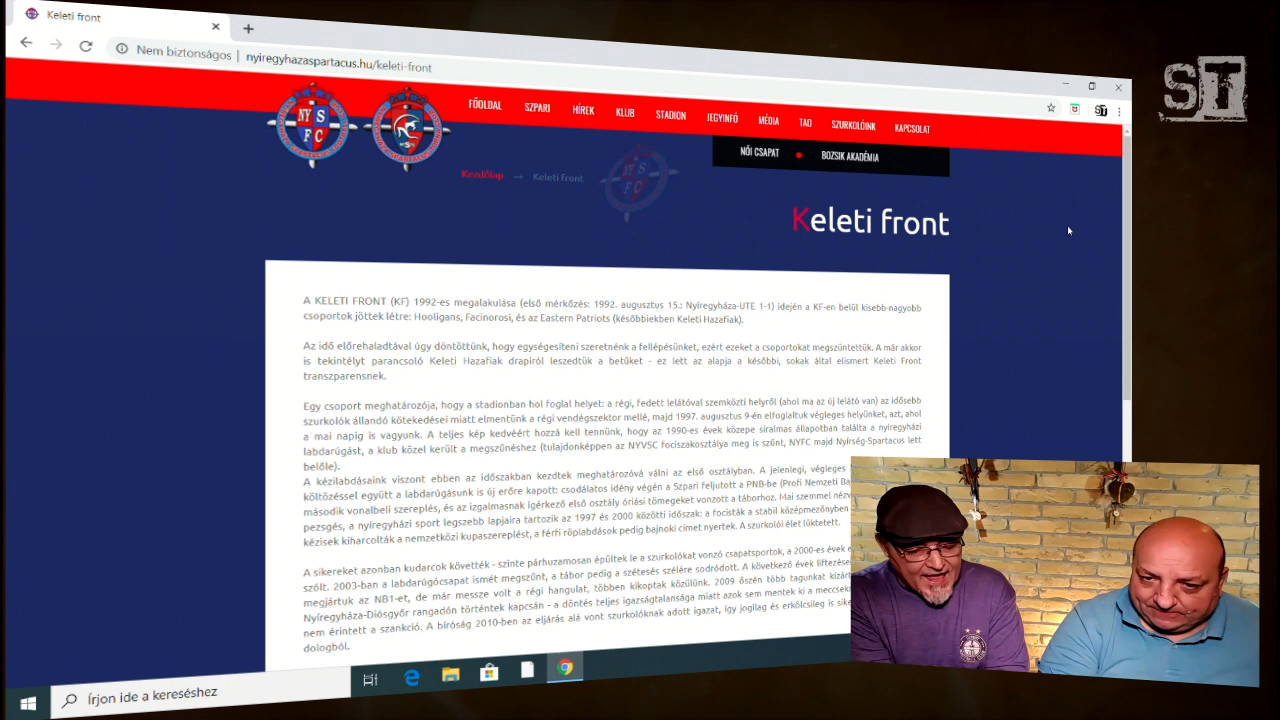 Keleti front
Nem biztonságos | nyiregyhazaspartacus.hu/keleti-front
ST
FŐOLDAL SZPARI HÍREK KLUB STADION JEGYINFÓ MÉDIA TAO SZURKOLÓINK KAPCSOLAT
NŐI CSAPAT BOZSIK AKADÉMIA
Kezdőlap → Keleti front
Keleti front
A KELETI FRONT (KF) 1992-es megalakulása (első mérkőzés: 1992. augusztus 15.: Nyíregyháza-UTE 1-1) idején a KF-en belül kisebb-nagyobb
csoportok jöttek létre: Hooligans, Facinorosi, és az Eastern Patriots (későbbiekben Keleti Hazafiak).
Az idő előrehaladtával úgy döntöttünk, hogy egységesíteni szeretnénk a fellépésünket, ezért ezeket a csoportokat megszüntettük. A már akkor
is tekintélyt parancsoló Keleti Hazafiak drapiról leszedtük a betűket - ez lett az alapja a későbbi, sokak által elismert Keleti Front
transzparensnek.
Egy csoport meghatározója, hogy a stadionban hol foglal helyet: a régi, fedett lelátóval szemközti helyről (ahol ma az új lelátó van) az idősebb
szurkolók állandó kötekedései miatt elmentünk a régi vendégszektor mellé, majd 1997. augusztus 9-én elfoglaltuk végleges helyünket, azt, ahol
a mai napig is vagyunk. A teljes kép kedvéért hozzá kell tennünk, hogy az 1990-es évek közepe siralmas állapotban találta a nyíregyházi
labdarúgást, a klub közel került a megszűnéshez (tulajdonképpen az NYVSC fociszakosztálya meg is szűnt, NYFC majd Nyírség-Spartacus lett
belőle).
A kézilabdásaink viszont ebben az időszakban kezdtek meghatározóvá válni az első osztályban. A jelenlegi, végleges
költözéssel együtt a labdarúgásunk is új erőre kapott: csodálatos idény végén a Szpari feljutott a PNB-be (Profi Nemzeti Ba
második vonalbeli szereplés, és az izgalmasnak ígérkező első osztály óriási tömegeket vonzott a táborhoz. Mai szemmel nézv
pezsgés, a nyíregyházi sport legszebb lapjaira tartozik az 1997 és 2000 közötti időszak: a focisták a stabil középmezőnyben
kézisek kiharcolták a nemzetközi kupaszereplést, a férfi röplabdások pedig bajnoki címet nyertek. A szurkolói élet lüktetett.
A sikereket azonban kudarcok követték - szinte párhuzamosan épültek le a szurkolókat vonzó csapatsportok, a 2000-es évek e
szólt. 2003-ban a labdarúgócsapat ismét megszűnt, a tábor pedig a szétesés szélére sodródott. A következő évek liftezései
megjártuk az NB1-et, de már messze volt a régi hangulat, többen kikoptak közülünk. 2009 őszén több tagunkat kizárt
Nyíregyháza-Diósgyőr rangadón történtek kapcsán - a döntés teljes igazságtalansága miatt azok sem mentek ki a meccsek
nem érintett a szankció. A bíróság 2010-ben az eljárás alá vont szurkolóknak adott igazat, így jogilag és erkölcsileg is sike
dologból.
Írjon ide a kereséshez